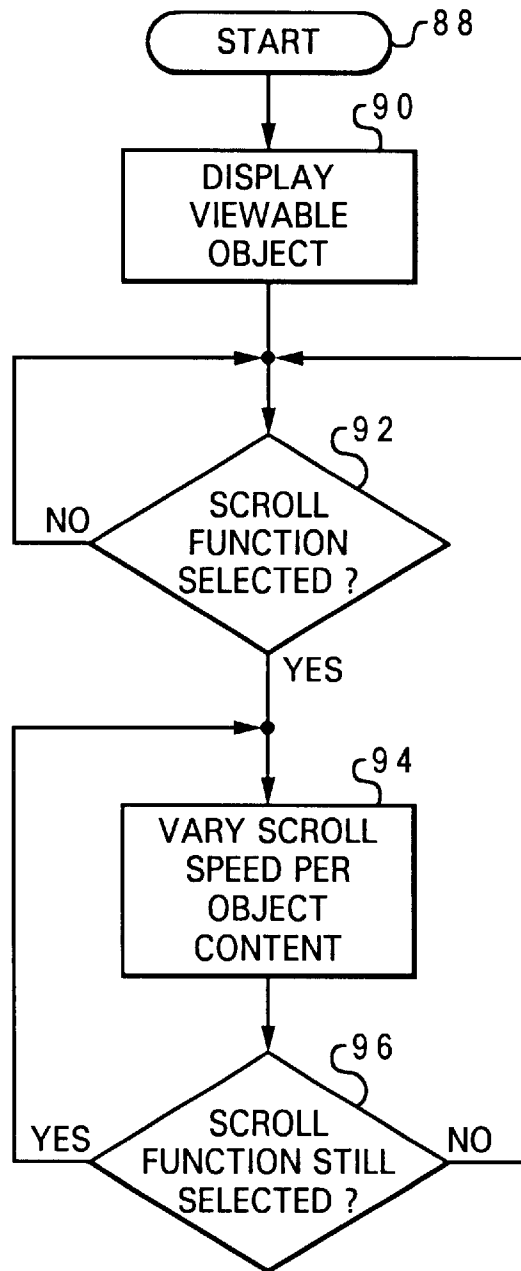 START
88
90
DISPLAY
VIEWABLE
OBJECT
92
SCROLL
FUNCTION
SELECTED ?
NO
YES
94
VARY SCROLL
SPEED PER
OBJECT
CONTENT
96
SCROLL
FUNCTION STILL
SELECTED ?
YES
NO